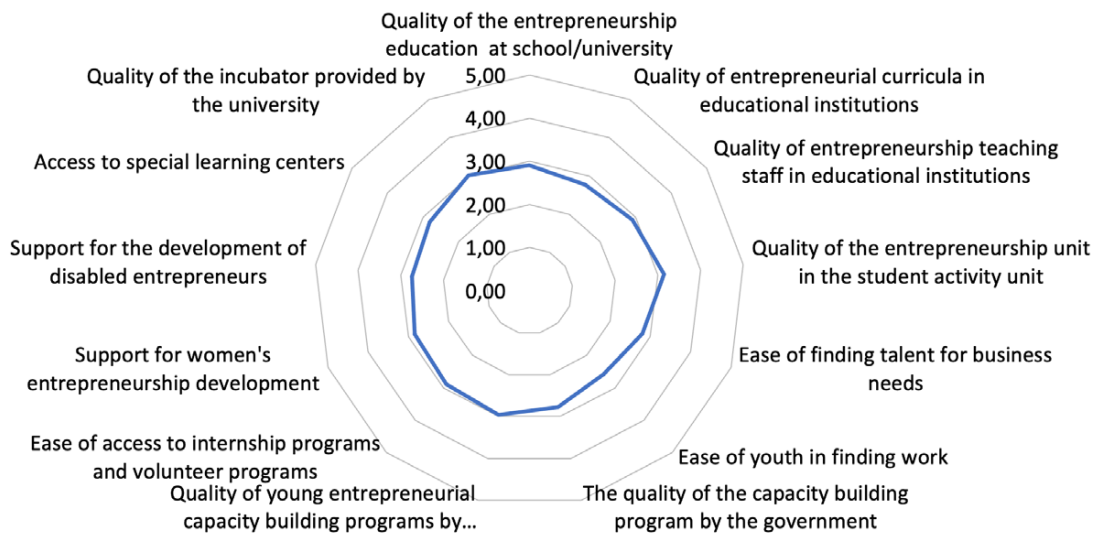 Quality of the entrepreneurship
education at school/university
Quality of entrepreneurial curricula in
educational institutions
Quality of entrepreneurship teaching
staff in educational institutions
Quality of the entrepreneurship unit
in the student activity unit
Ease of finding talent for business
needs
Ease of youth in finding work
The quality of the capacity building
program by the government
Quality of young entrepreneurial
capacity building programs by...
Ease of access to internship programs
and volunteer programs
Support for women's
entrepreneurship development
Support for the development of
disabled entrepreneurs
Access to special learning centers
Quality of the incubator provided by
the university
5,00
4,00
3,00
2,00
1,00
0,00